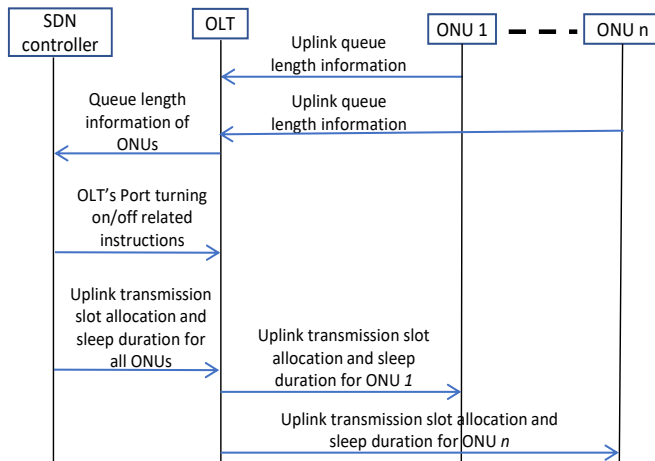 SDN
controller
OLT
ONU 1
ONU n
Uplink queue
length information
Queue length
information of
ONUs
Uplink queue
length information
OLT's Port turning
on/off related
instructions
Uplink transmission
slot allocation and
sleep duration for
all ONUs
Uplink transmission slot
allocation and sleep
duration for ONU 1
Uplink transmission slot allocation and
sleep duration for ONU n